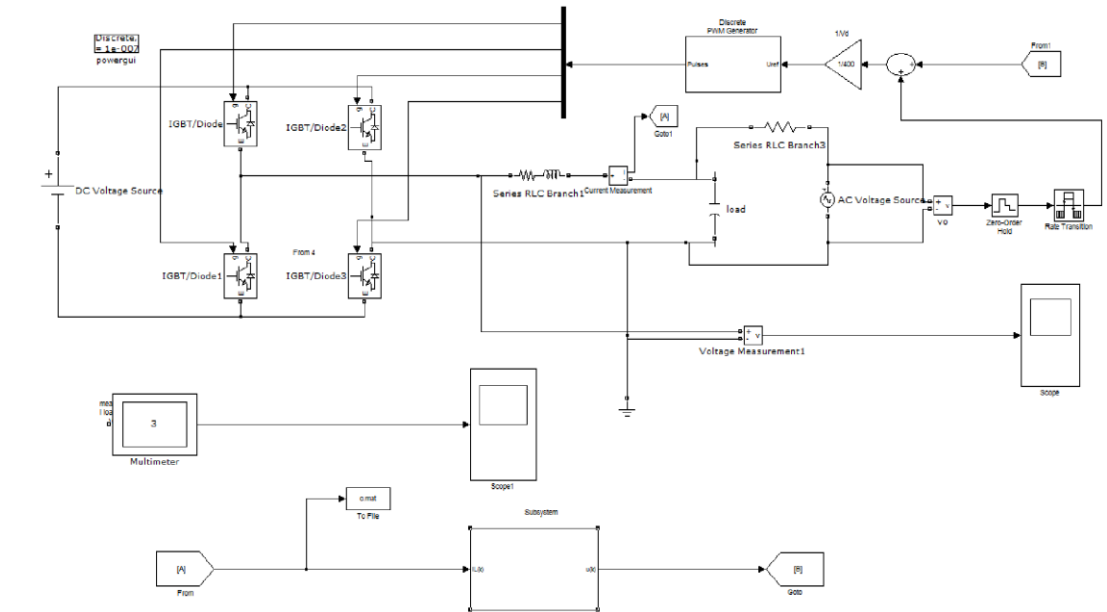 Discrete,
= 1e-007
powergui
Discrete
PWM Generator
Pulses
Uref
1/Vd
1/400
From1
[B]
+
+
[A]
Goto1
IGBT/Diode
IGBT/Diode2
g
C
E
g
C
E
+
DC Voltage Source
Series RLC Branch1
Current Measurement
+
i
-
Series RLC Branch3
load
AC Voltage Source
+
-
v
Zero-Order
Hold
Rate Transition
From 4
IGBT/Diode1
IGBT/Diode3
g
C
E
g
C
E
+
-
v
Voltage Measurement1
Scope
3
Multimeter
Scope1
To File
Subsystem
[A]
From
[B]
Goto